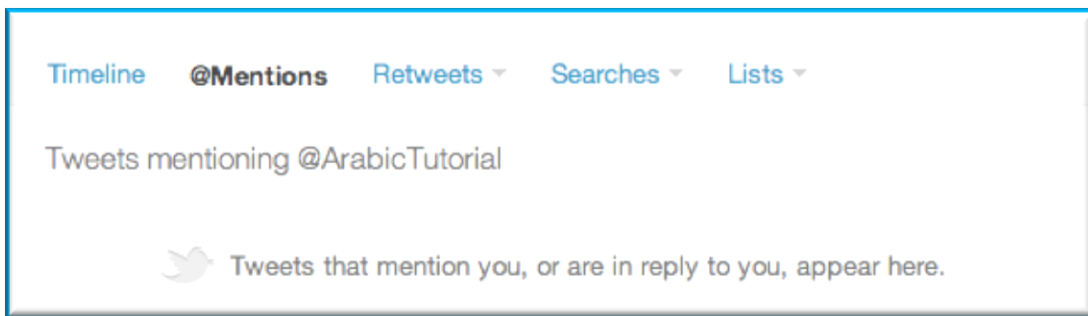 Timeline @Mentions Retweets Searches Lists
Tweets mentioning @ArabicTutorial
Tweets that mention you, or are in reply to you, appear here.